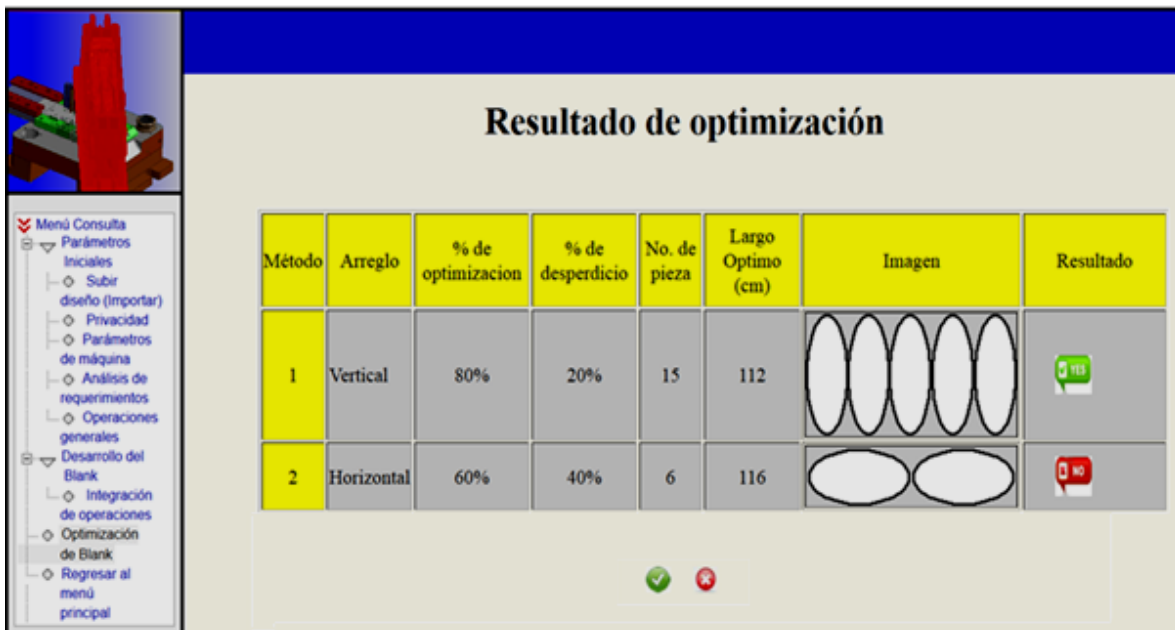 Resultado de optimización
Menú Consulta
Parámetros
Iniciales
Subir
diseño (Importar)
Privacidad
Parámetros
de máquina
Análisis de
requerimientos
Operaciones
generales
Desarrollo del
Blank
Integración
de operaciones
Optimización
de Blank
Regresar al
menú
principal
Método Arreglo % de optimizacion % de desperdicio No. de pieza Largo Optimo (cm) Imagen Resultado
1 Vertical 80% 20% 15 112 YES
2 Horizontal 60% 40% 6 116 NO